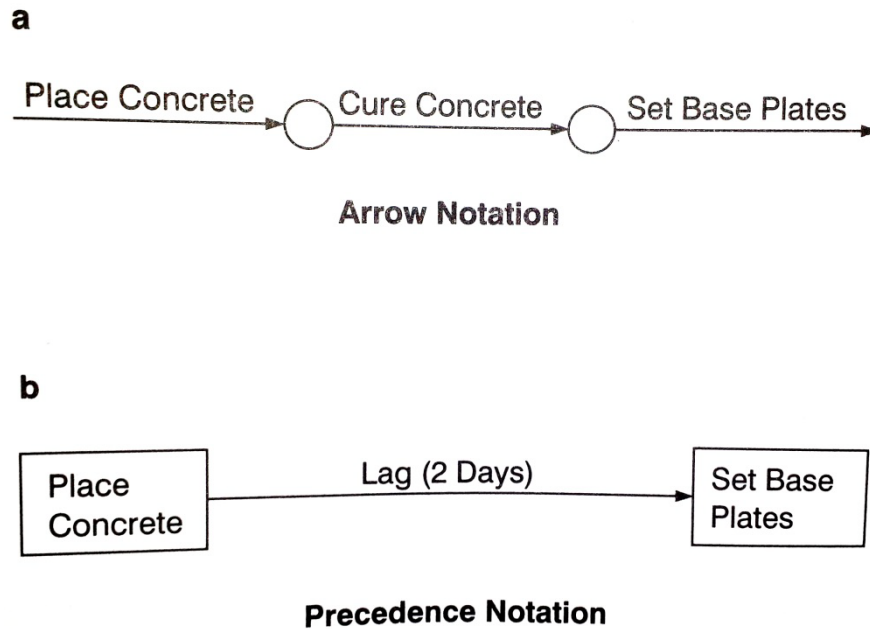 a
Place Concrete Cure Concrete Set Base Plates
Arrow Notation
b
Lag (2 Days)
Place
Concrete
Set Base
Plates
Precedence Notation